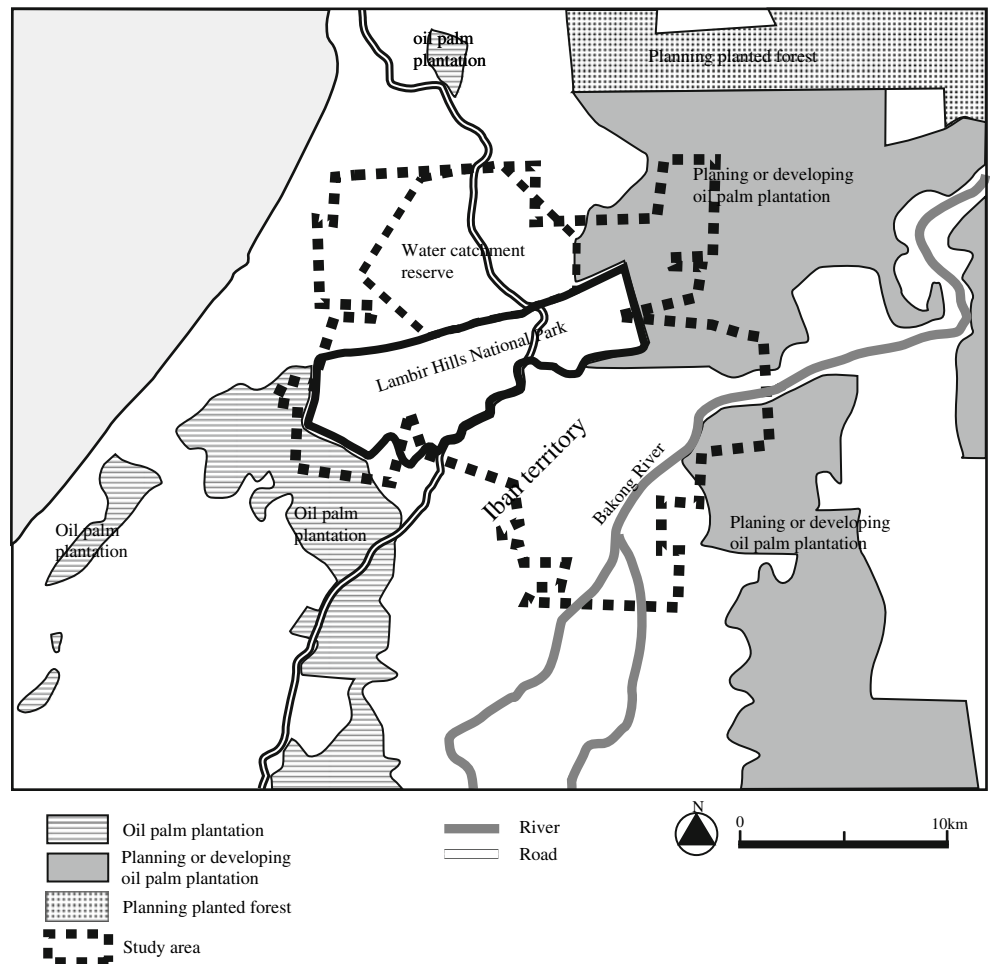 oil palm
plantation
Planning planted forest
Planing or developing
oil palm plantation
Water catchment
reserve
Lambir Hills National Park
Iban territory
Bakong River
Oil palm
plantation
Oil palm
plantation
Planing or developing
oil palm plantation
N
0
10km
Oil palm plantation
Planning or developing
oil palm plantation
Planning planted forest
Study area
River
Road